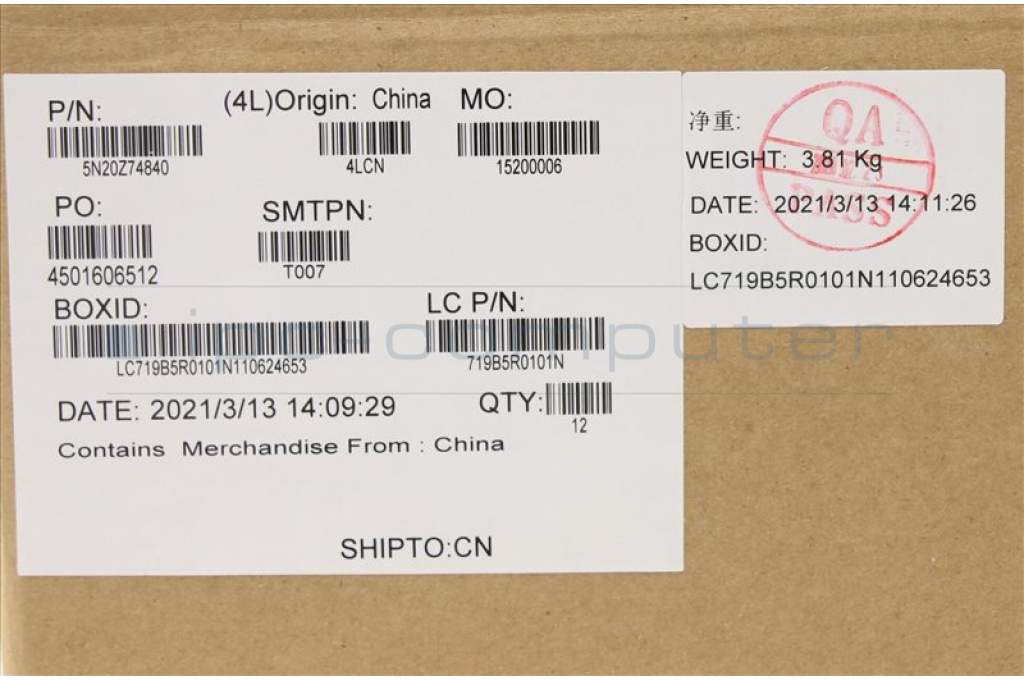 P/N: (4L)Origin: China MO:
5N20Z74840 4LCN 15200006
PO: SMTPN:
4501606512 T007
BOXID: LC P/N:
LC719B5R0101N110624653 719B5R0101N
DATE: 2021/3/13 14:09:29 QTY:
12
Contains Merchandise From : China
SHIPTO:CN
净重:
WEIGHT: 3.81 Kg
DATE: 2021/3/13 14:11:26
BOXID:
LC719B5R0101N110624653
QA
PASS